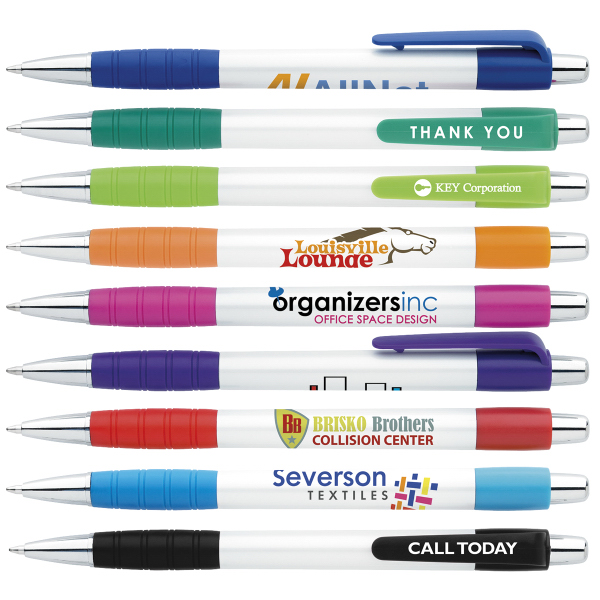 AllNet
THANK YOU
KEY Corporation
Louisville
Lounge
organizersinc
OFFICE SPACE DESIGN
BB BRISKO Brothers
COLLISION CENTER
Severson
TEXTILES
CALL TODAY